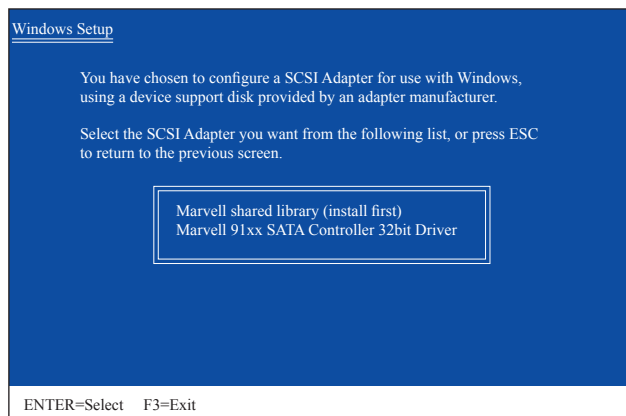 Windows Setup
You have chosen to configure a SCSI Adapter for use with Windows,
using a device support disk provided by an adapter manufacturer.
Select the SCSI Adapter you want from the following list, or press ESC
to return to the previous screen.
Marvell shared library (install first)
Marvell 91xx SATA Controller 32bit Driver
ENTER=Select F3=Exit